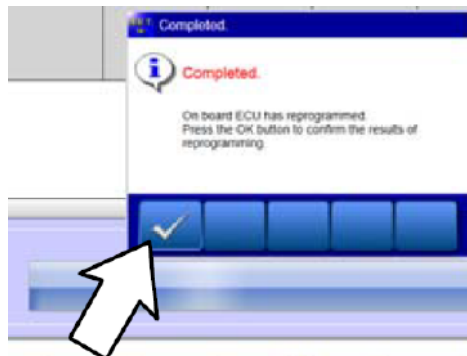 Completed.
Completed.
On board ECU has reprogrammed.
Press the OK button to confirm the results of
reprogramming.